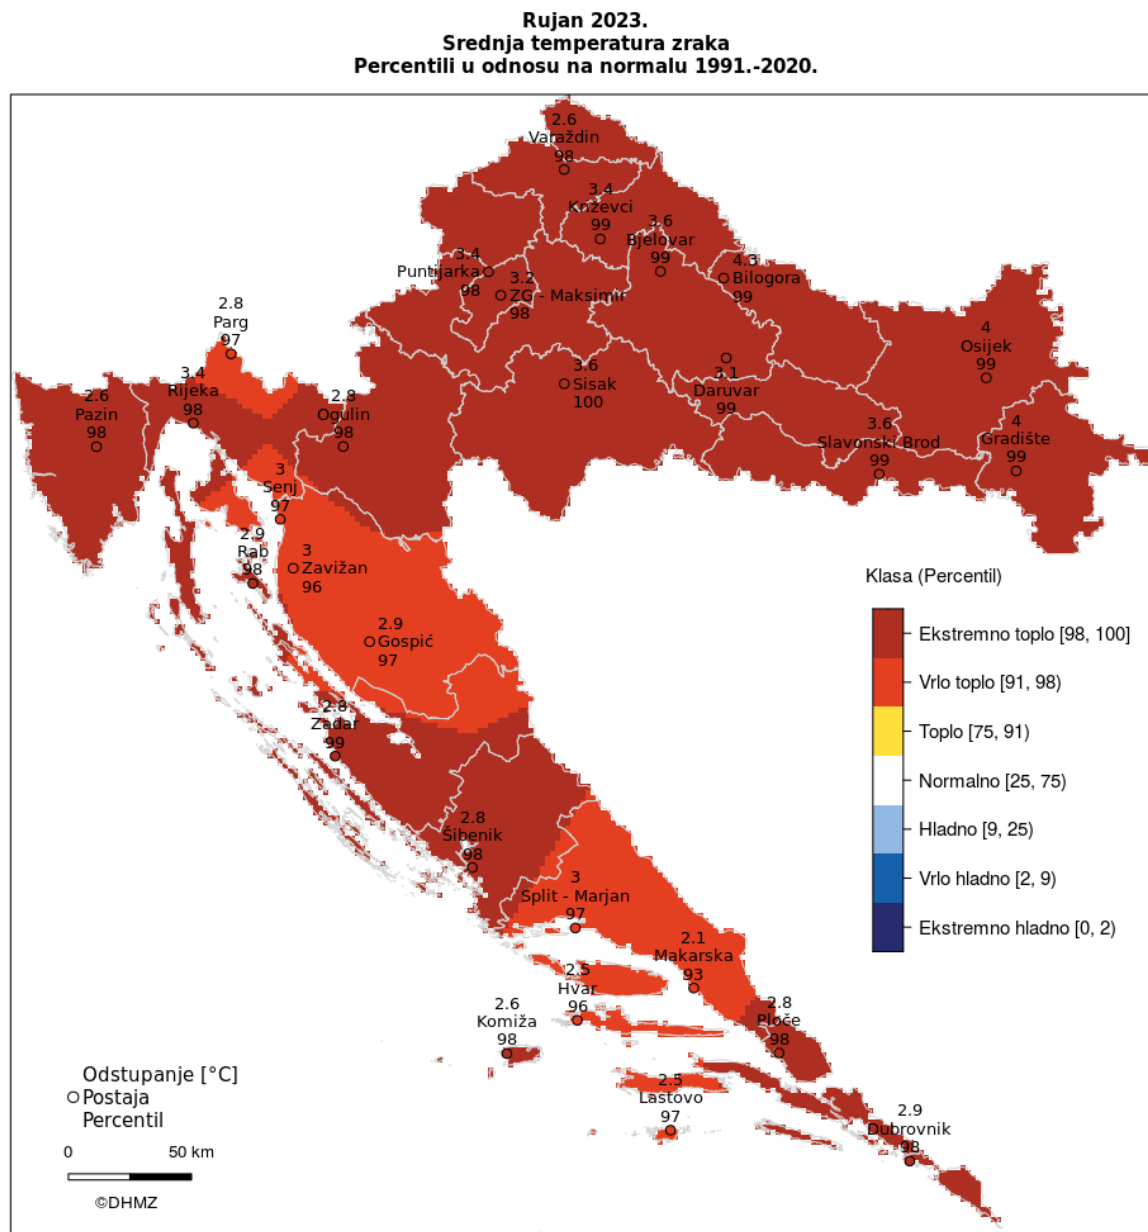 Rujan 2023.
Srednja temperatura zraka
Percentili u odnosu na normalu 1991.-2020.
2.6
Varaždin
98
3.4
Križevci
99
3.6
Bjelovar
99
4.3
Bilogora
99
3.4
Puntijarka
98
3.2
ZG - Maksimir
98
2.8
Parg
97
4
Osijek
99
3.4
Rijeka
98
2.6
Pazin
98
2.8
Ogulin
98
3.6
Sisak
100
3.1
Daruvar
99
3.6
Slavonski Brod
99
4
Gradište
99
3
Senj
97
2.9
Rab
98
3
Zavižan
96
2.9
Gospić
97
2.8
Zadar
99
2.8
Šibenik
98
3
Split - Marjan
97
2.1
Makarska
93
2.5
Hvar
96
2.6
Komiža
98
2.8
Ploče
98
2.5
Lastovo
97
2.9
Dubrovnik
98
Klasa (Percentil)
Ekstremno toplo [98, 100]
Vrlo toplo [91, 98)
Toplo [75, 91)
Normalno [25, 75)
Hladno [9, 25)
Vrlo hladno [2, 9)
Ekstremno hladno [0, 2)
Odstupanje [°C]
Postaja
Percentil
0 50 km
©DHMZ